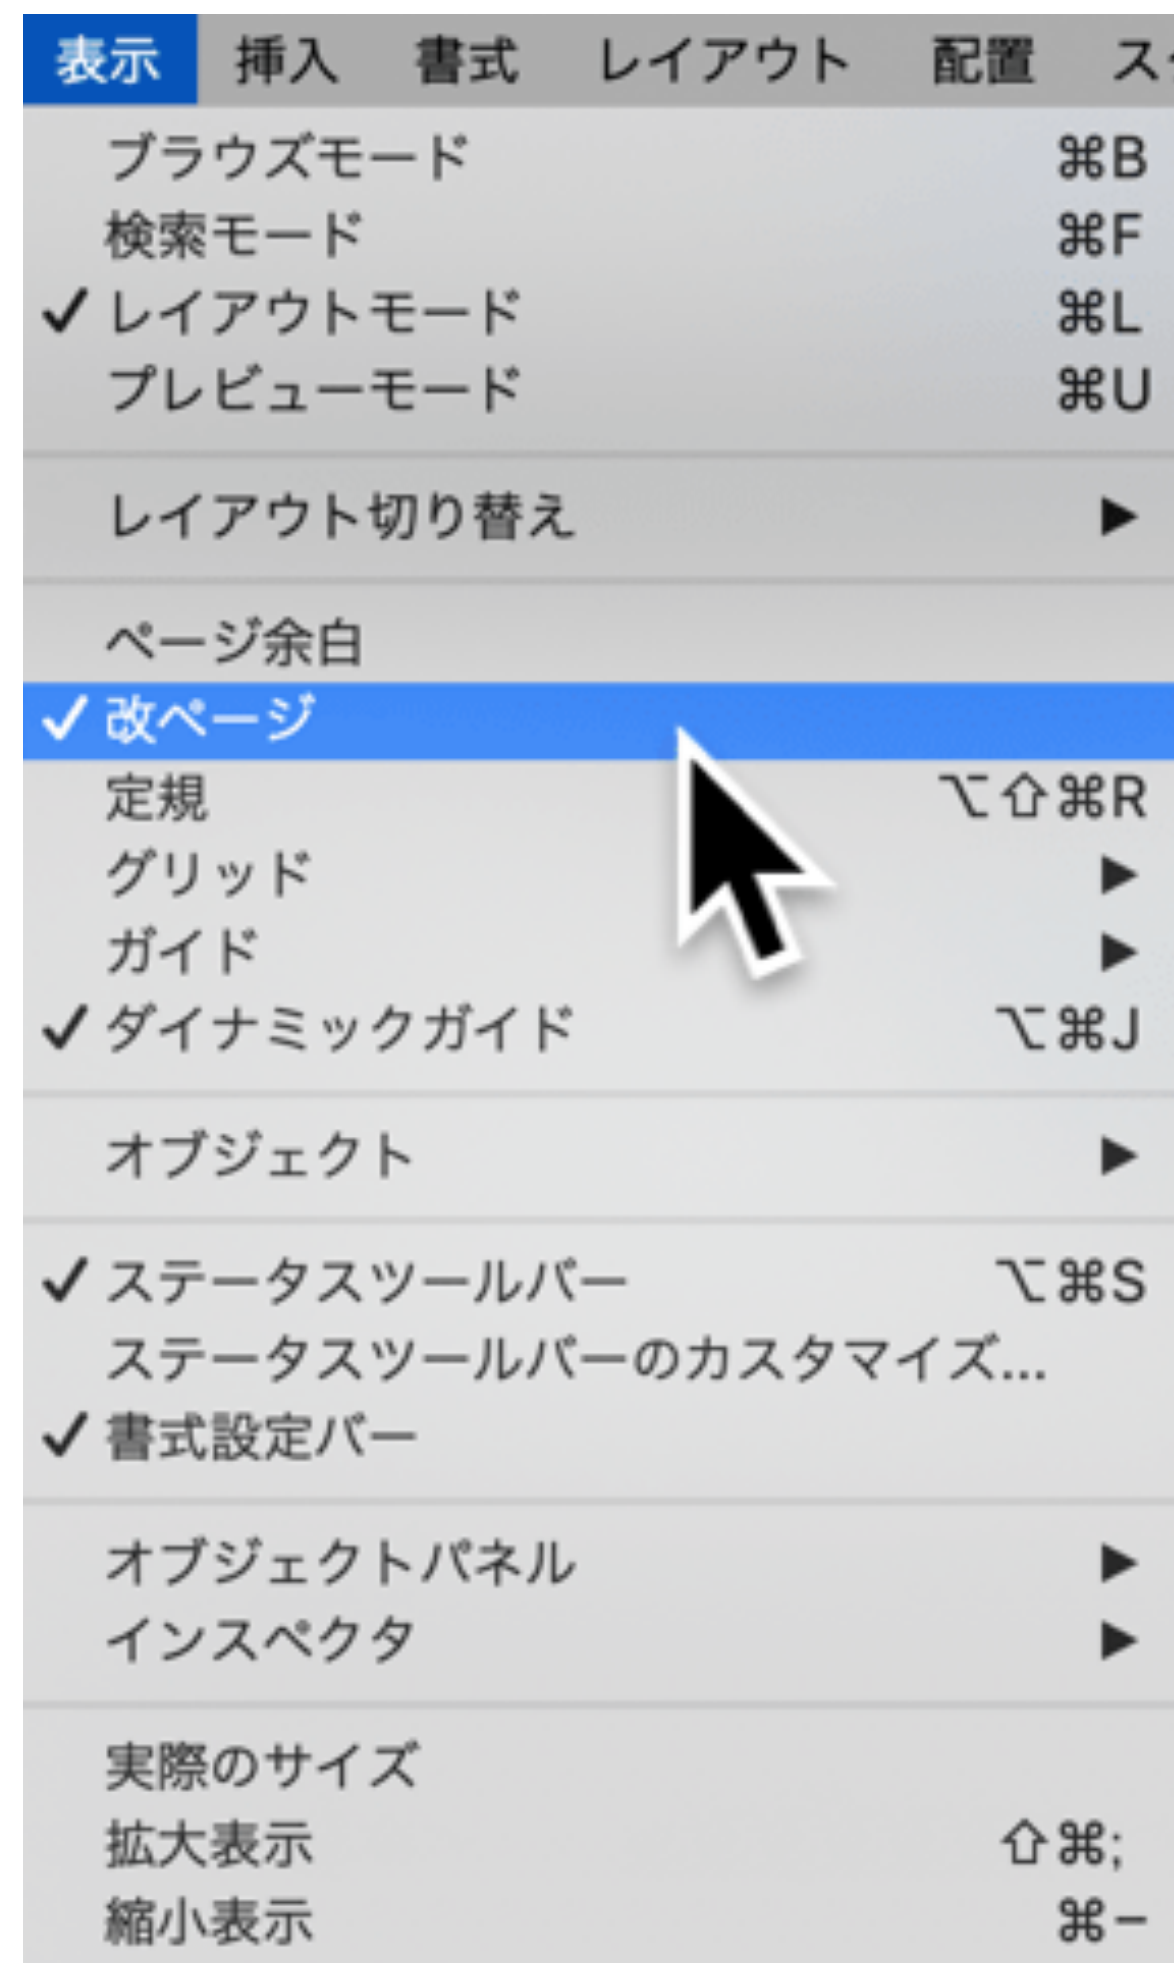 表示 挿入 書式 レイアウト 配置
ブラウズモード ⌘B
検索モード ⌘F
✓ レイアウトモード ⌘L
プレビューモード ⌘U
レイアウト切り替え ▶
ページ余白
✓ 改ページ
定規 ⌥⇧⌘R
グリッド ▶
ガイド ▶
✓ ダイナミックガイド ⌥⌘J
オブジェクト ▶
✓ ステータスツールバー ⌥⌘S
ステータスツールバーのカスタマイズ...
✓ 書式設定バー
オブジェクトパネル ▶
インスペクタ ▶
実際のサイズ
拡大表示 ⇧⌘;
縮小表示 ⌘−